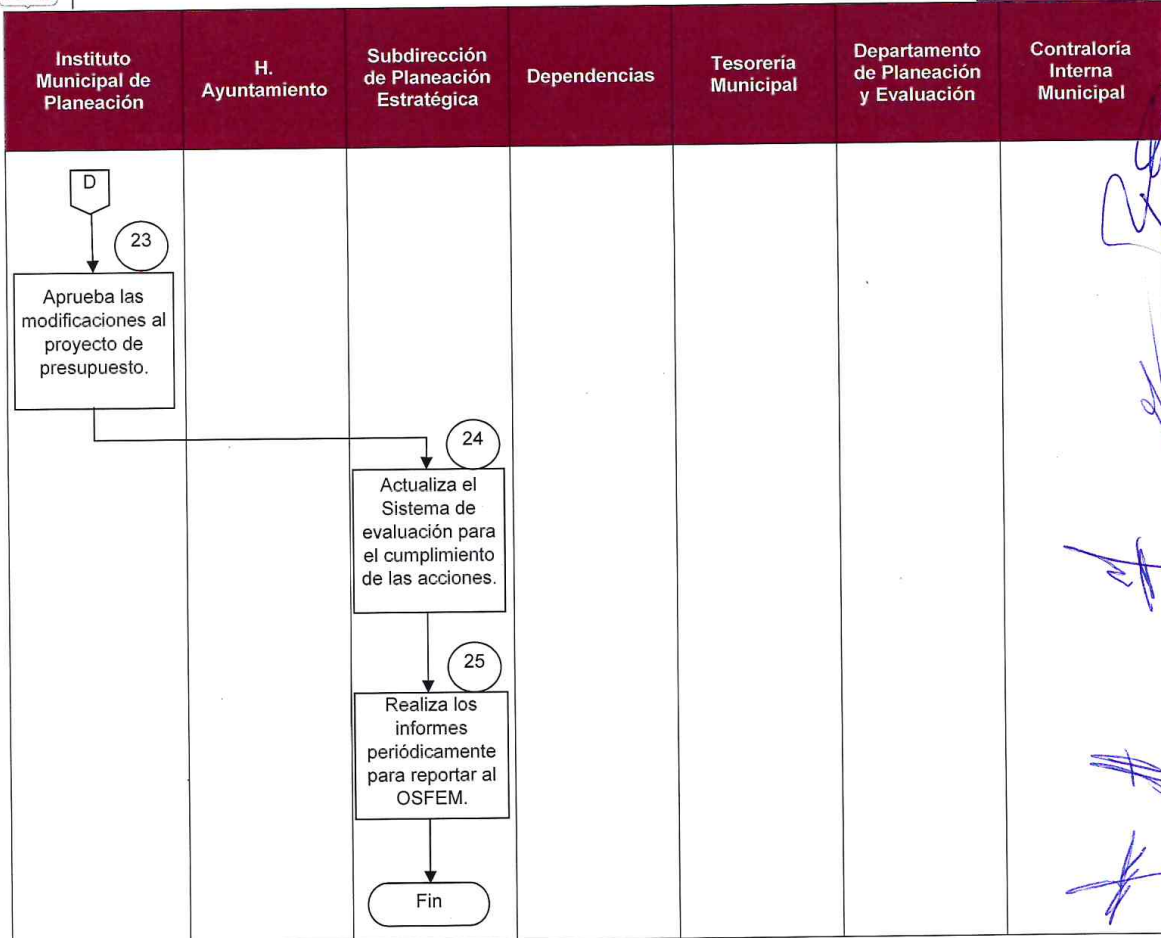 Instituto
Municipal de
Planeación
H.
Ayuntamiento
Subdirección
de Planeación
Estratégica
Dependencias
Tesorería
Municipal
Departamento
de Planeación
y Evaluación
Contraloría
Interna
Municipal
D
23
Aprueba las
modificaciones al
proyecto de
presupuesto.
24
Actualiza el
Sistema de
evaluación para
el cumplimiento
de las acciones.
25
Realiza los
informes
periódicamente
para reportar al
OSFEM.
Fin